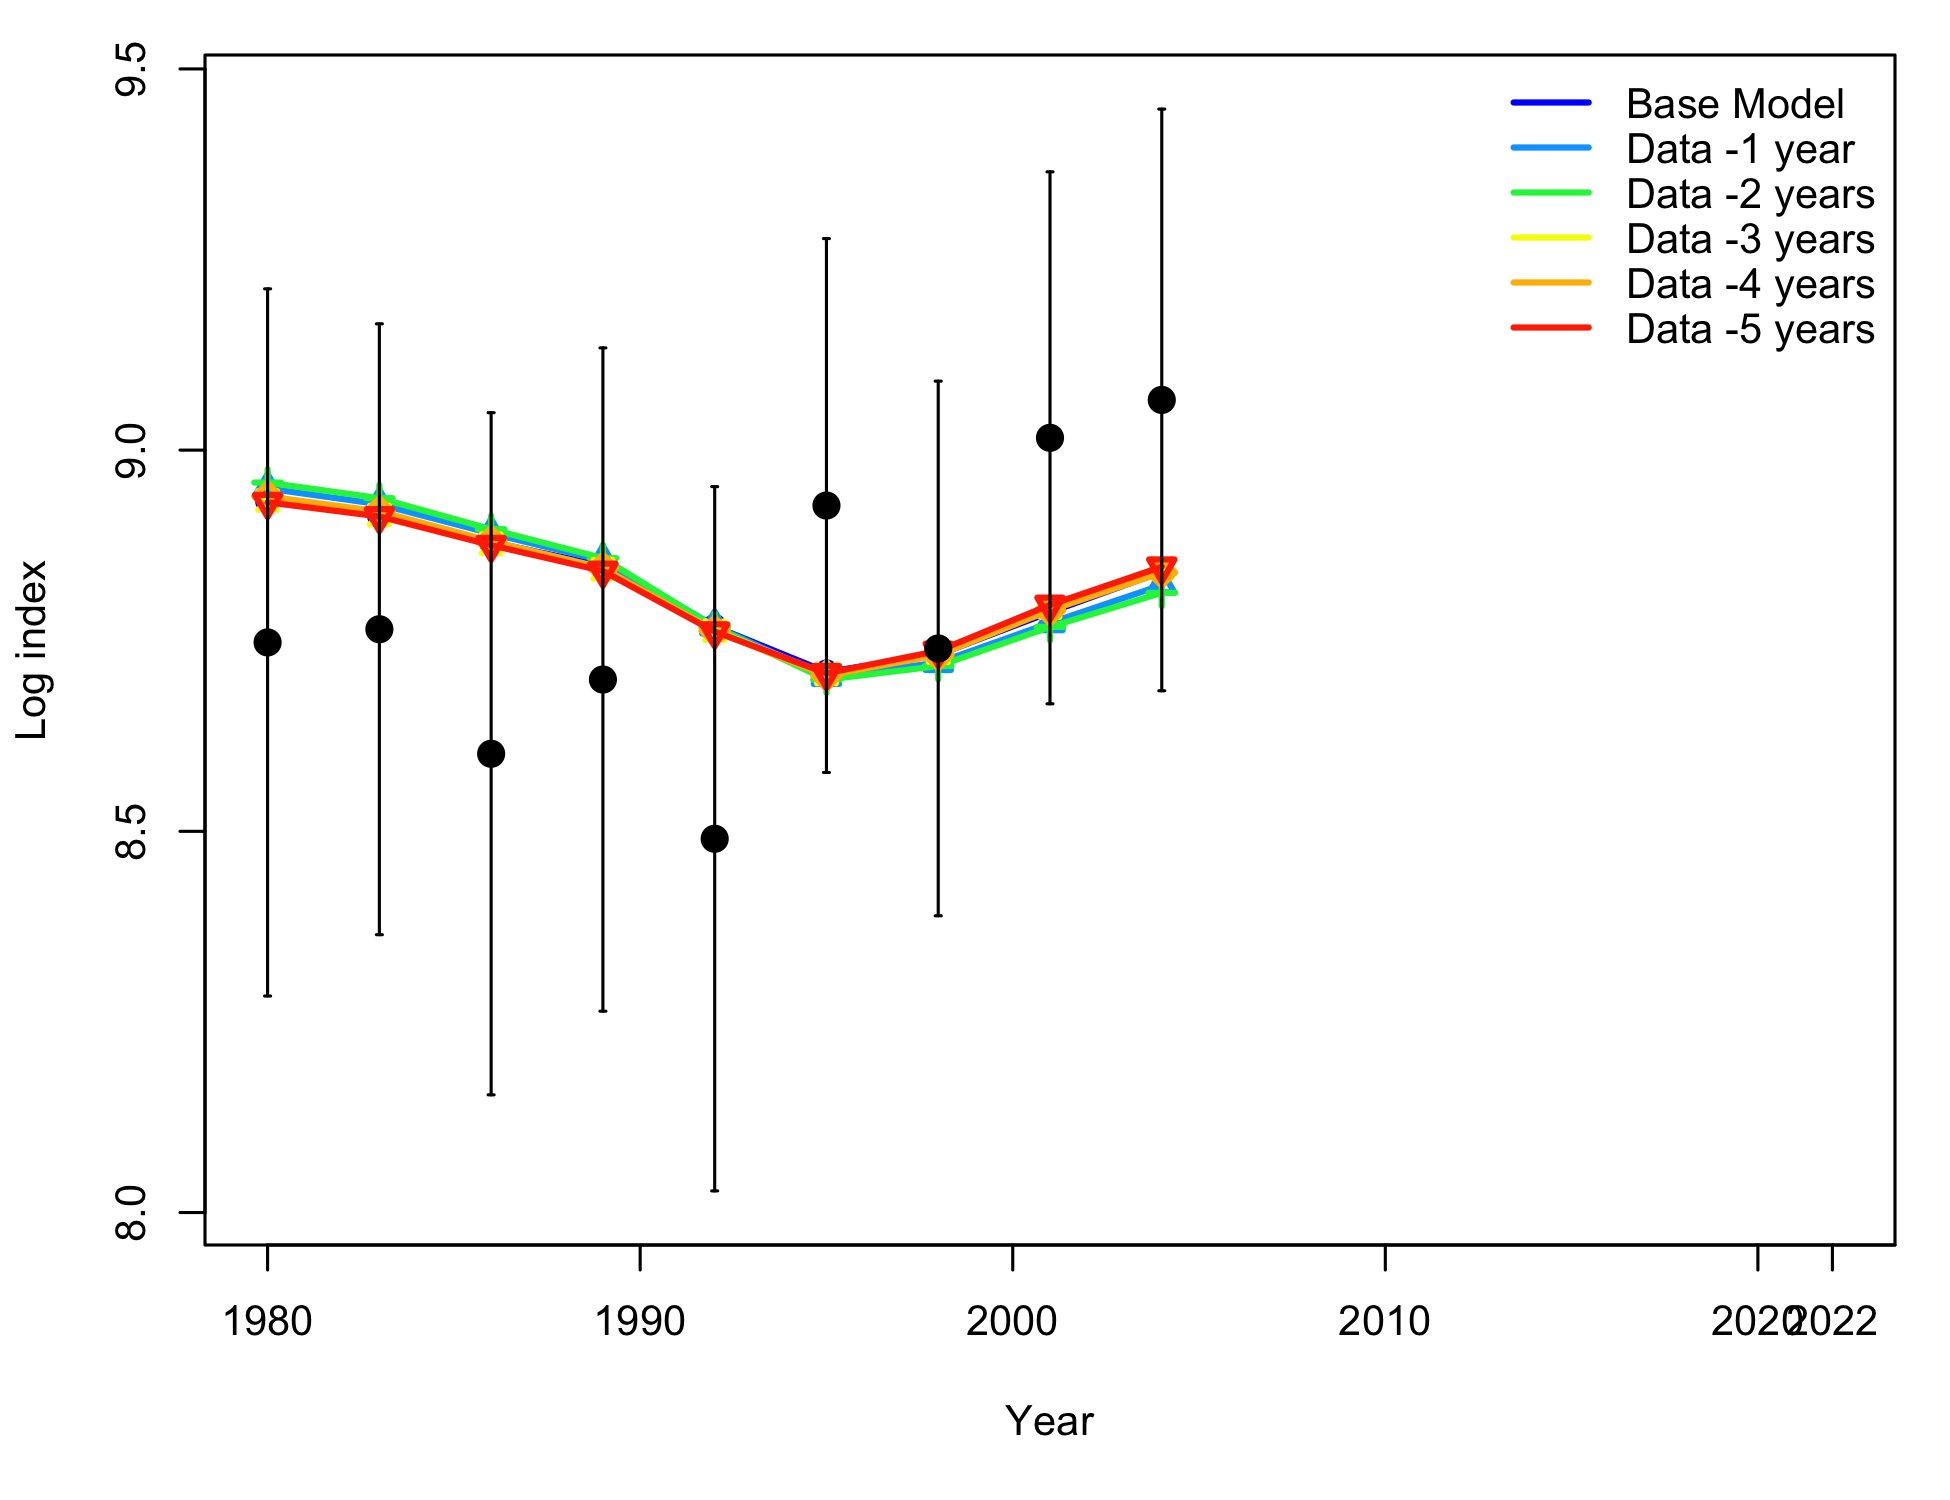 9.5
9.0
8.5
8.0
Log index
Base Model
Data -1 year
Data -2 years
Data -3 years
Data -4 years
Data -5 years
1980 1990 2000 2010 2020 2022
Year